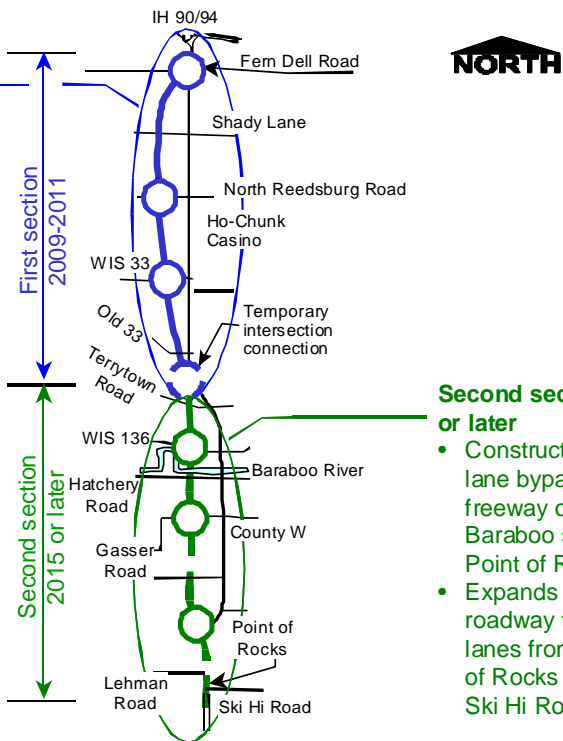 IH 90/94
Fern Dell Road
NORTH
Shady Lane
First section
2009-2011
North Reedsburg Road
Ho-Chunk
Casino
WIS 33
Old 33
Temporary
intersection
connection
Terrytown
Road
Second section
2015 or later
WIS 136
Baraboo River
Hatchery
Road
County W
Gasser
Road
Point of
Rocks
Lehman
Road
Ski Hi Road
Second sec
or later
• Construct
lane bypa
freeway c
Baraboo s
Point of R
• Expands
roadway
lanes from
of Rocks
Ski Hi Ro